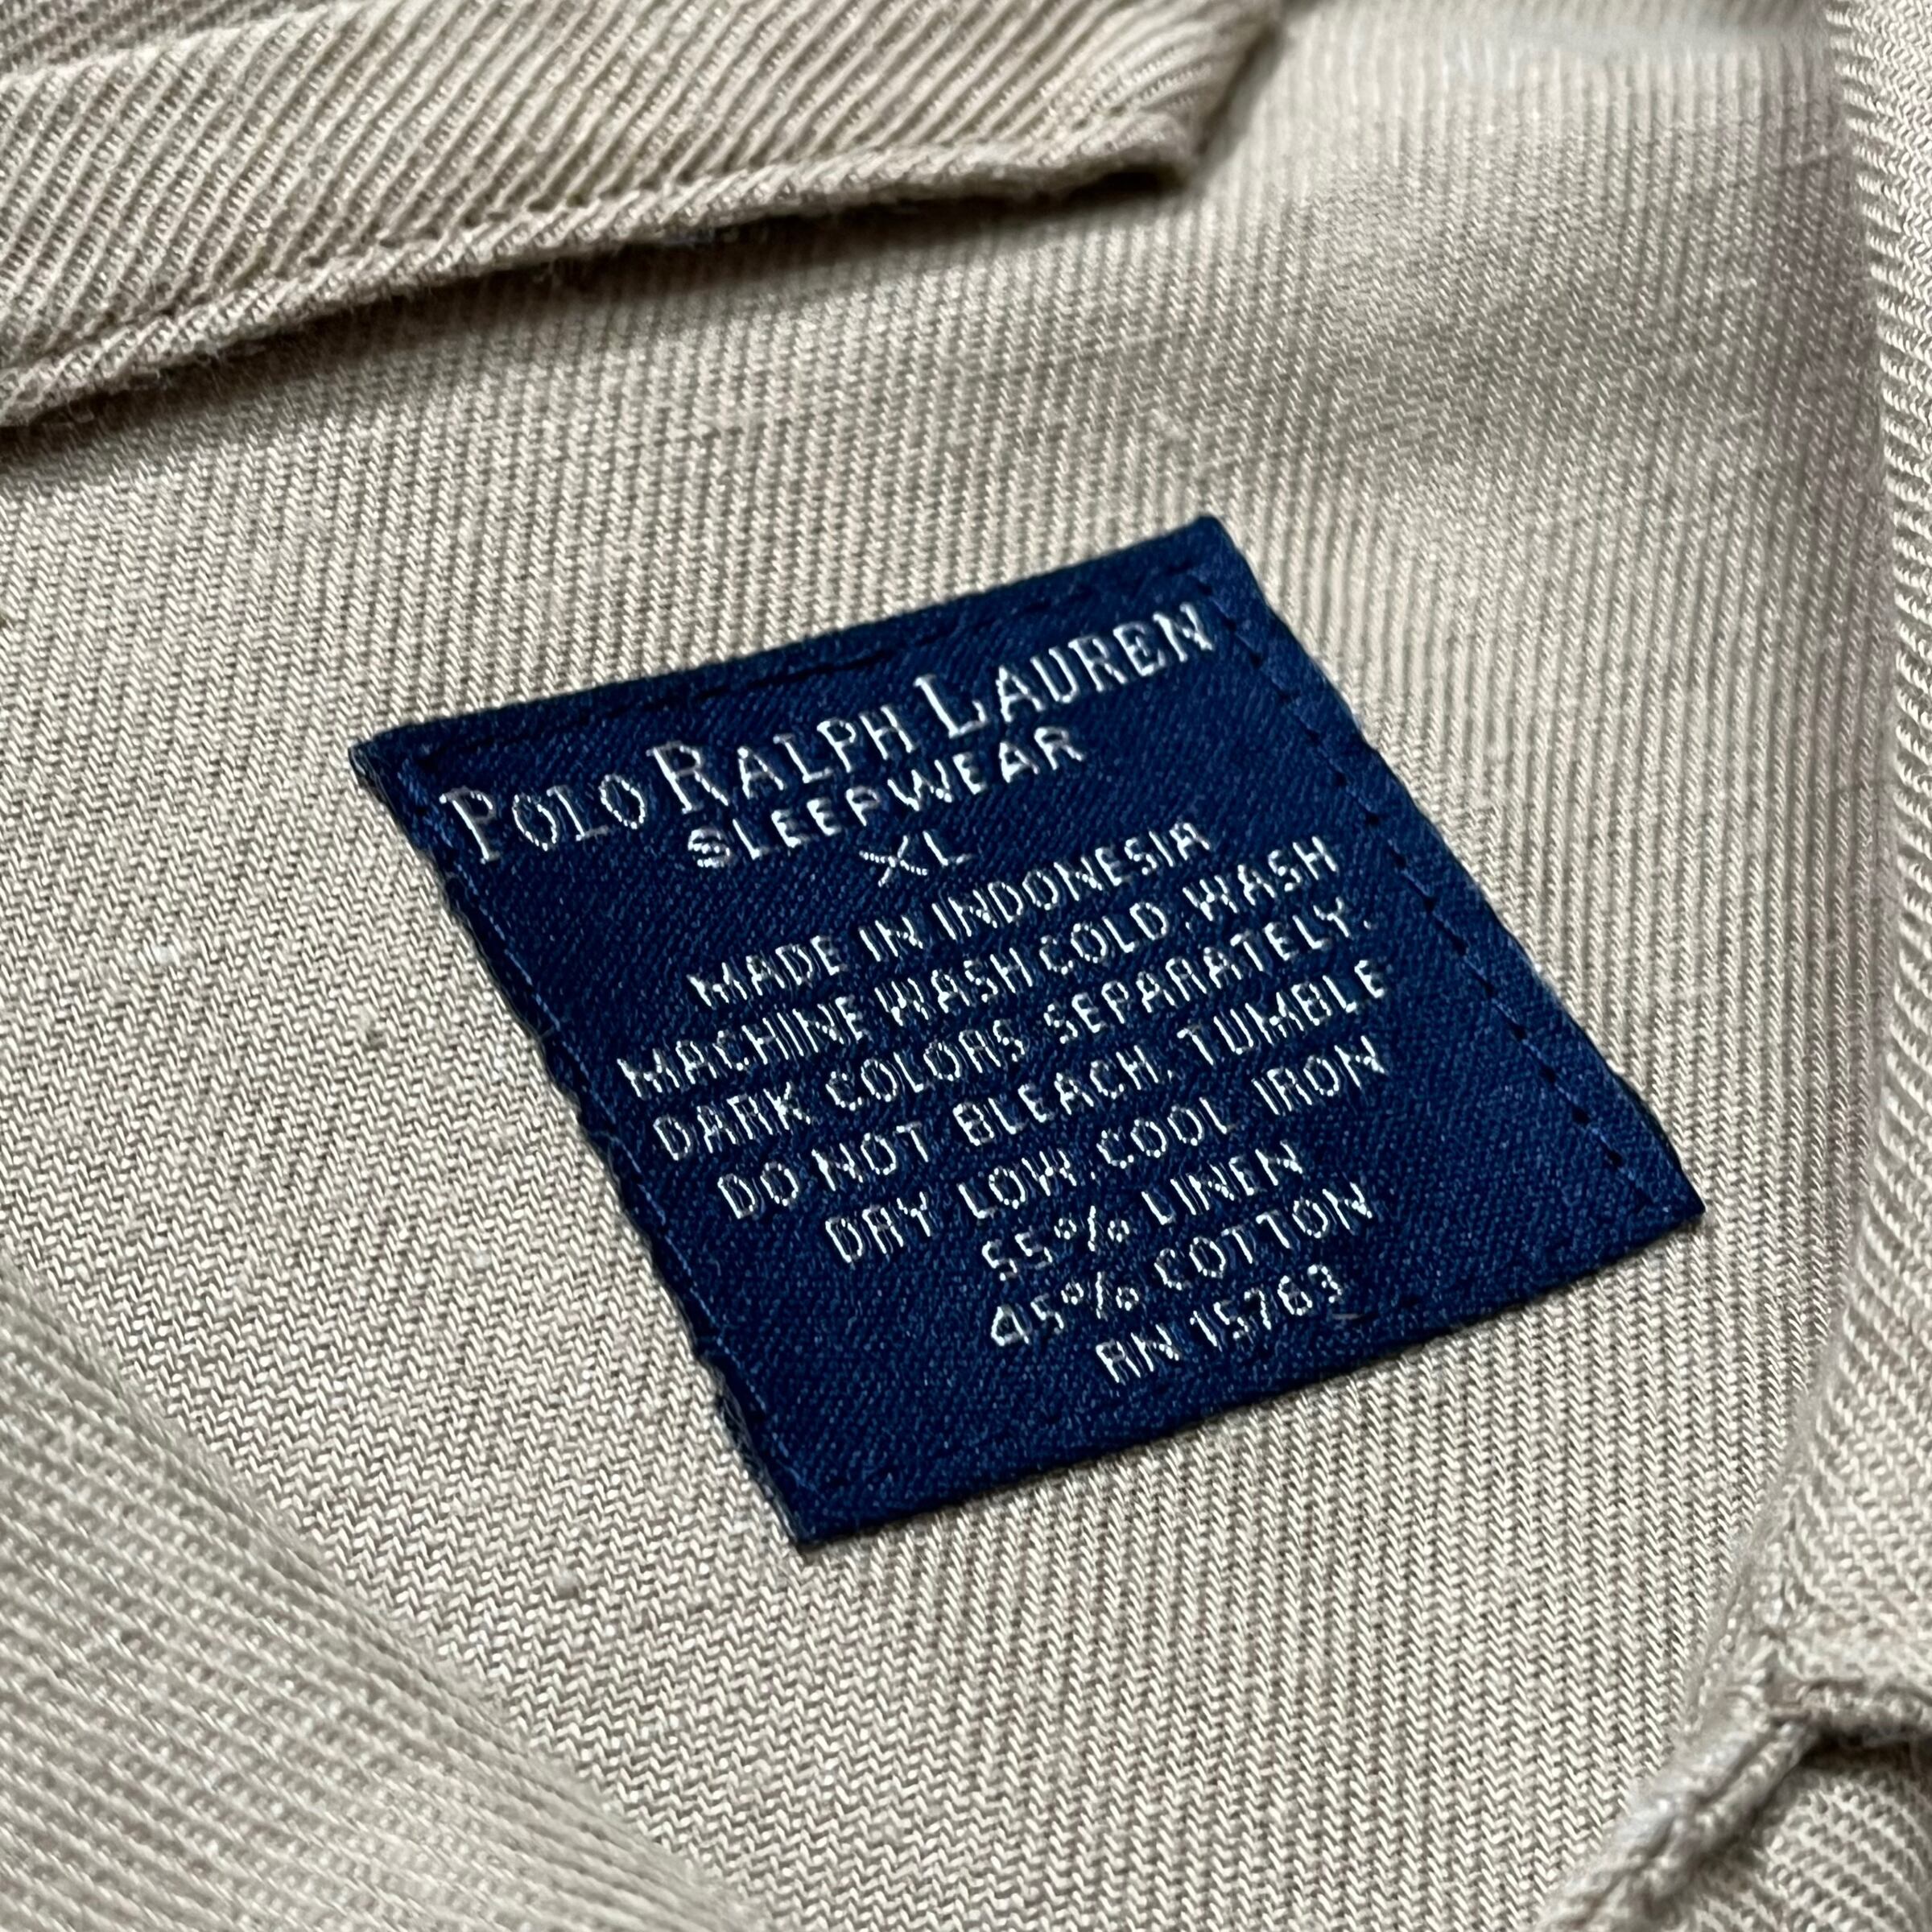 POLO RALPH LAUREN
SLEEPWEAR
XL
MADE IN INDONESIA
MACHINE WASH COLD, WASH
DARK COLORS SEPARATELY.
DO NOT BLEACH, TUMBLE
DRY LOW, COOL IRON
55% LINEN
45% COTTON
RN 15763